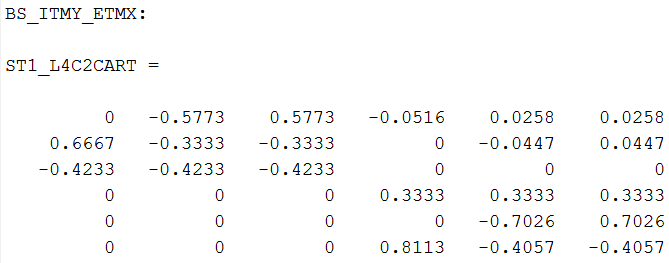 BS_ITMY_ETMX:
ST1_L4C2CART =
0 -0.5773 0.5773 -0.0516 0.0258 0.0258
0.6667 -0.3333 -0.3333 0 -0.0447 0.0447
-0.4233 -0.4233 -0.4233 0 0 0
0 0 0 0.3333 0.3333 0.3333
0 0 0 0 -0.7026 0.7026
0 0 0 0.8113 -0.4057 -0.4057